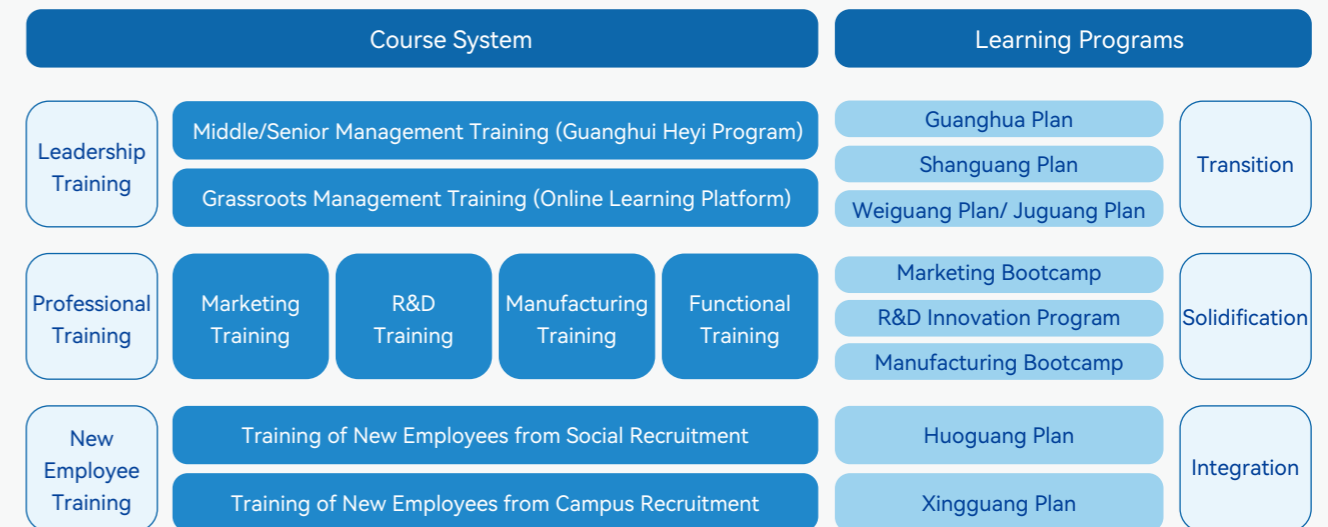 Course System
Learning Programs
Leadership
Training
Middle/Senior Management Training (Guanghui Heyi Program)
Grassroots Management Training (Online Learning Platform)
Guanghua Plan
Shanguang Plan
Weiguang Plan/ Juguang Plan
Transition
Professional
Training
Marketing
Training
R&D
Training
Manufacturing
Training
Functional
Training
Marketing Bootcamp
R&D Innovation Program
Manufacturing Bootcamp
Solidification
New
Employee
Training
Training of New Employees from Social Recruitment
Training of New Employees from Campus Recruitment
Huoguang Plan
Xingguang Plan
Integration